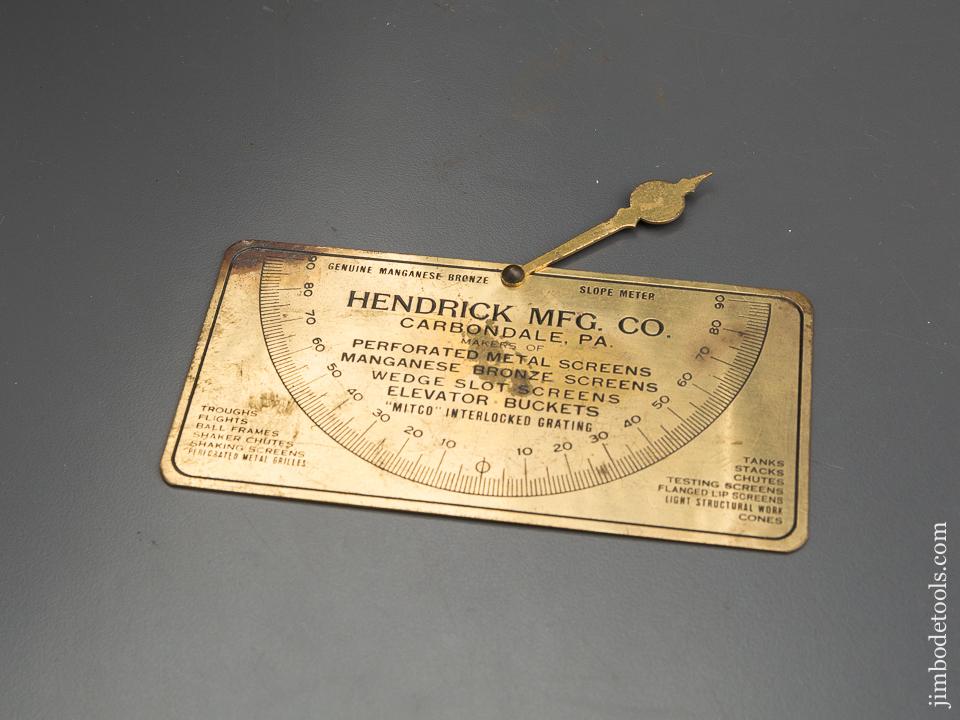 GENUINE MANGANESE BRONZE
SLOPE METER
HENDRICK MFG. CO.
CARBONDALE, PA.
MAKERS OF
PERFORATED METAL SCREENS
MANGANESE BRONZE SCREENS
WEDGE SLOT SCREENS
ELEVATOR BUCKETS
"MITCO" INTERLOCKED GRATING
90
80
70
60
50
40
30
20
10
0
10
20
30
40
50
60
70
80
90
TROUGHS
FLIGHTS
BALL FRAMES
SHAKER CHUTES
SHAKING SCREENS
PERFORATED METAL GRILLES
TANKS
STACKS
CHUTES
TESTING SCREENS
FLANGED LIP SCREENS
LIGHT STRUCTURAL WORK
CONES
jimbodetools.com